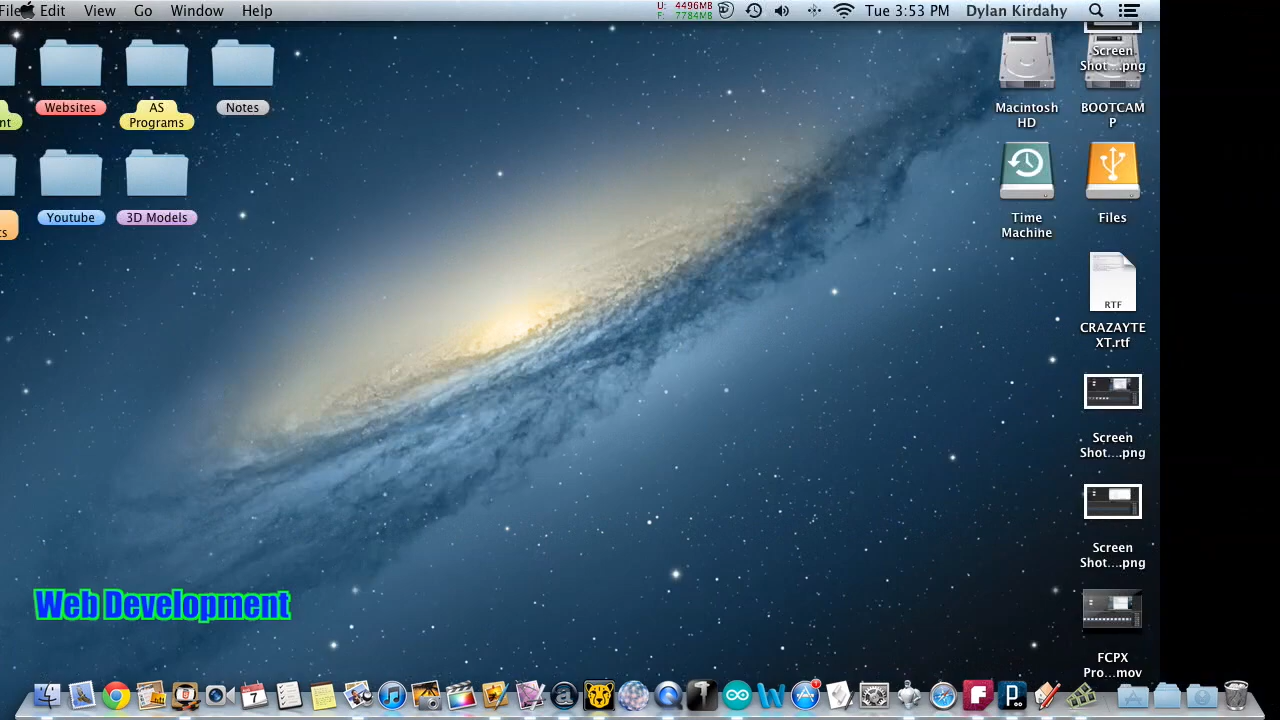 File Edit View Go Window Help
U: 4496MB
F: 7784MB
Tue 3:53 PM Dylan Kirdahy
Websites
AS
Programs
Notes
nt
Youtube
3D Models
cs
Screen
Shot....png
Macintosh
HD
BOOTCAM
P
Time
Machine
Files
RTF
CRAZAYTE
XT.rtf
Screen
Shot....png
Screen
Shot....png
FCPX
Pro...mov
Web Development